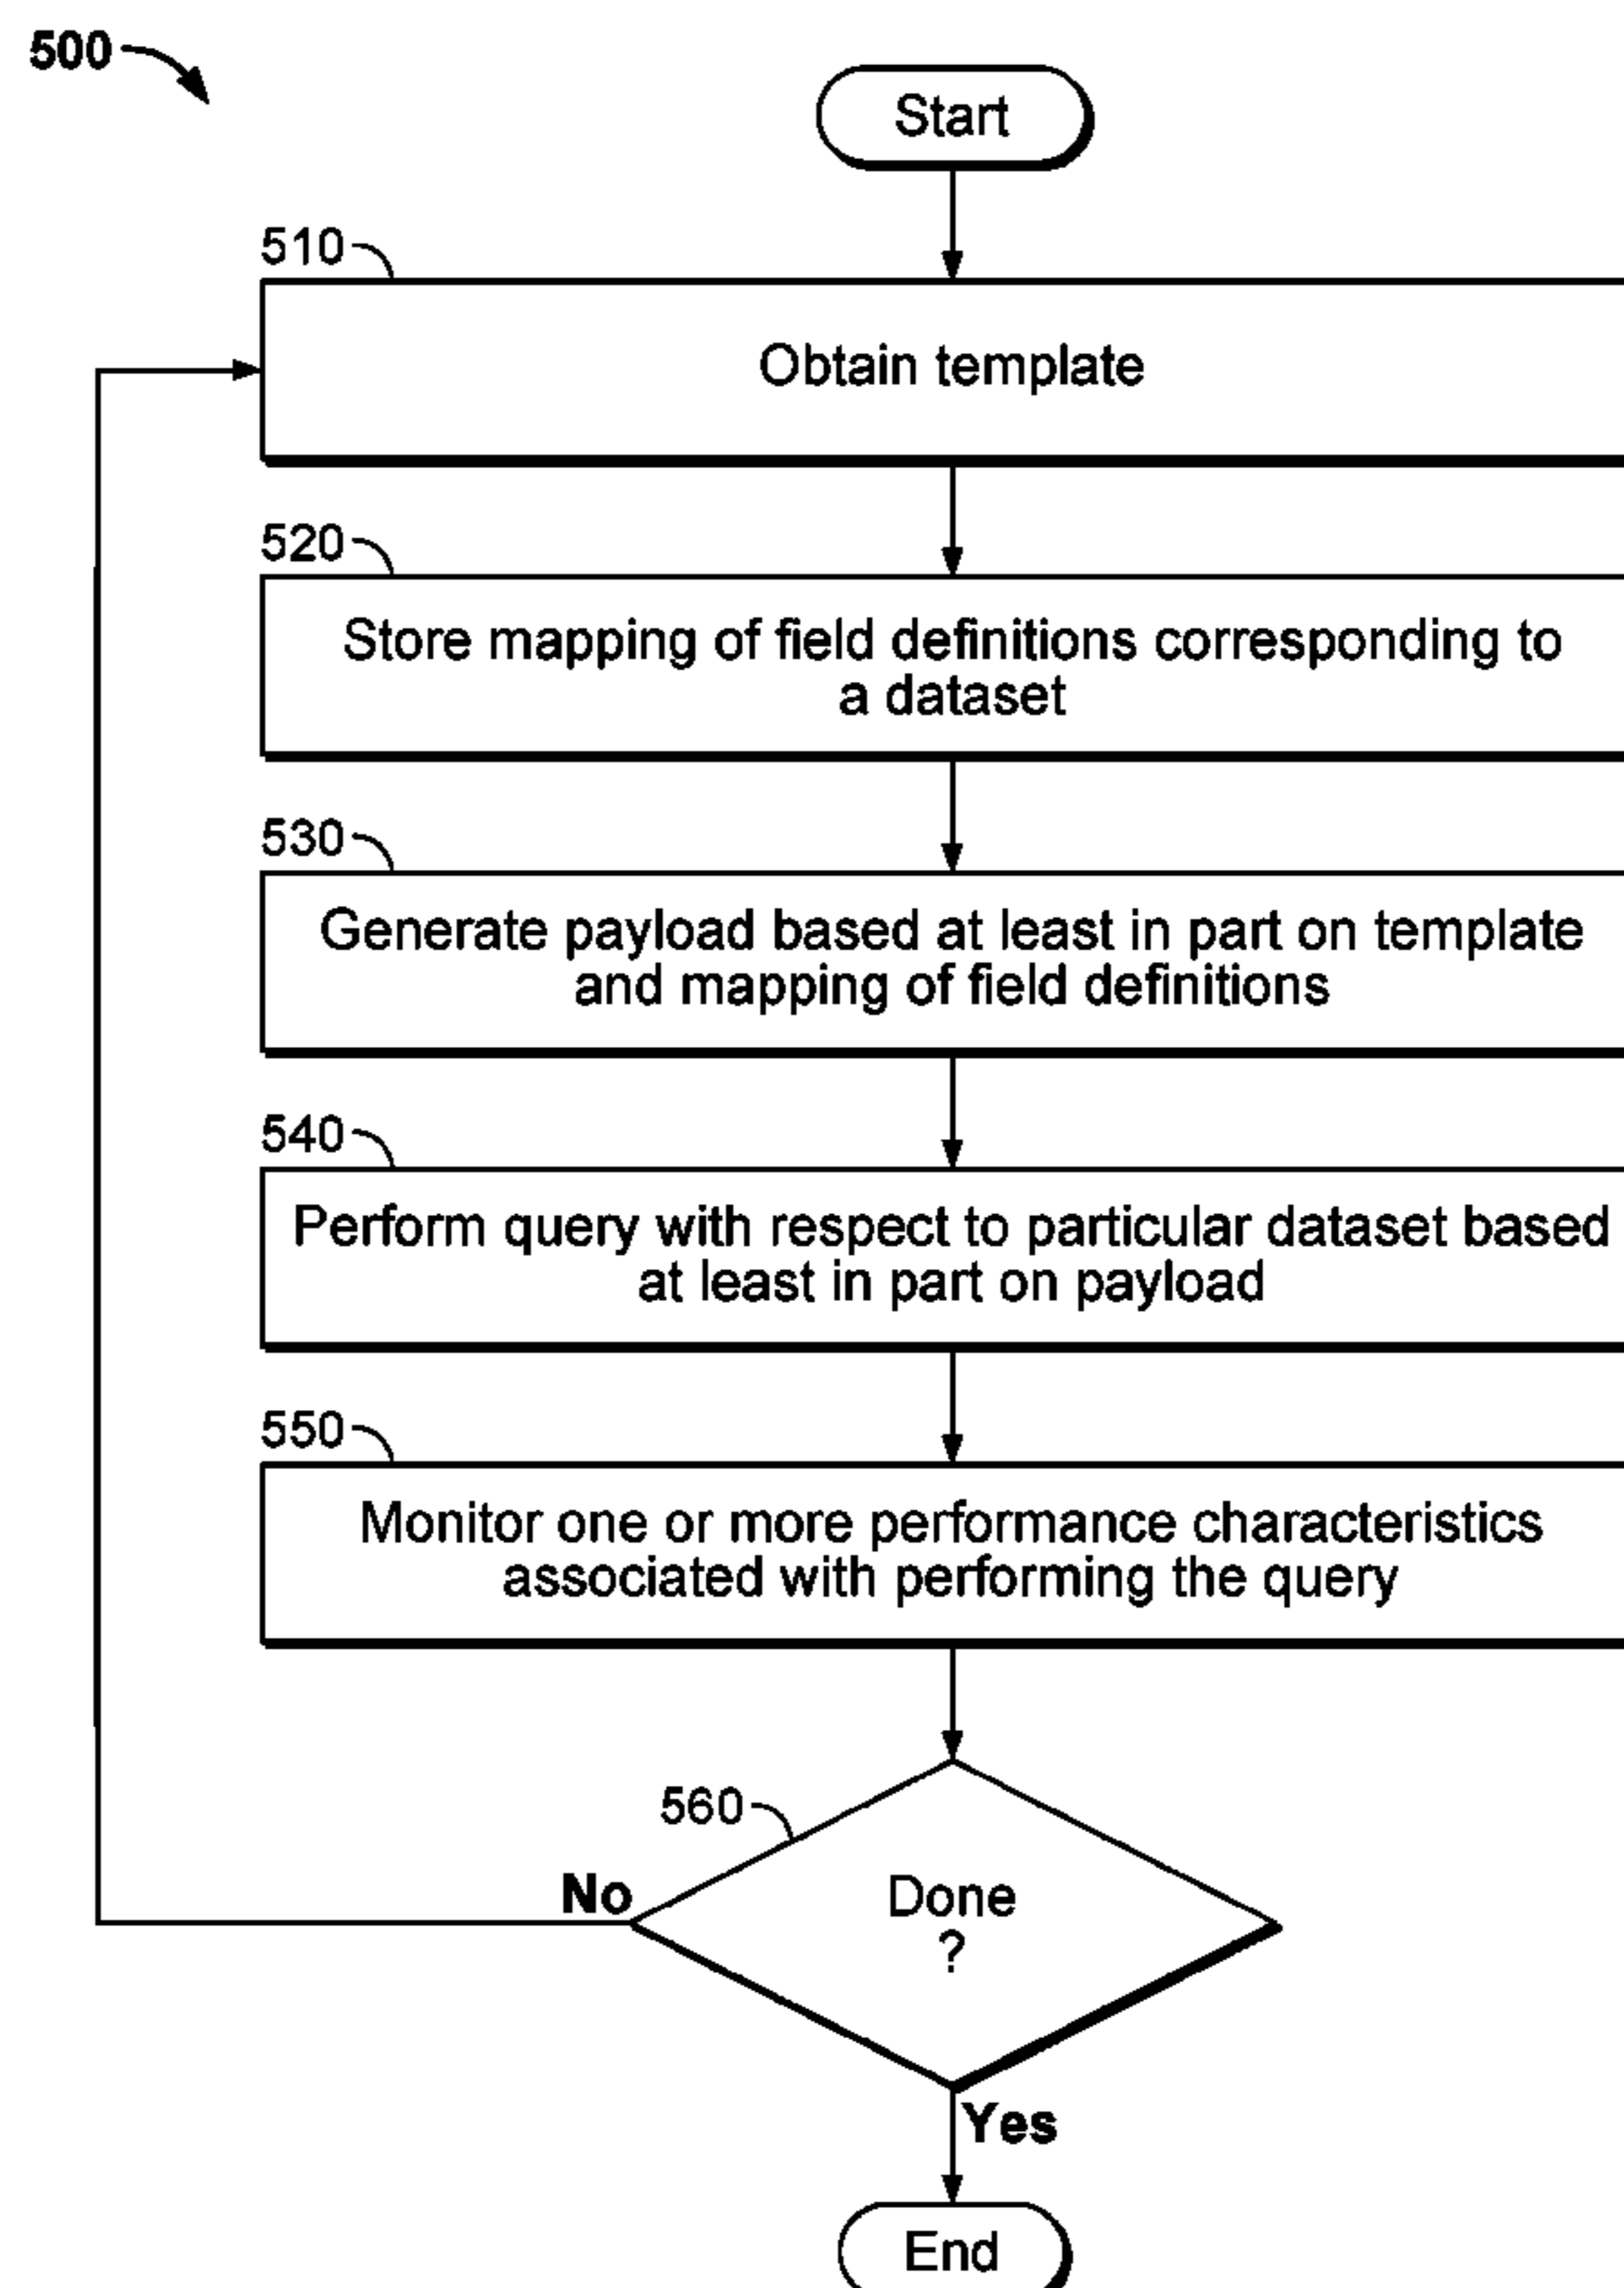 500
Start
510
Obtain template
520
Store mapping of field definitions corresponding to
a dataset
530
Generate payload based at least in part on template
and mapping of field definitions
540
Perform query with respect to particular dataset based
at least in part on payload
550
Monitor one or more performance characteristics
associated with performing the query
560
No
Done
?
Yes
End